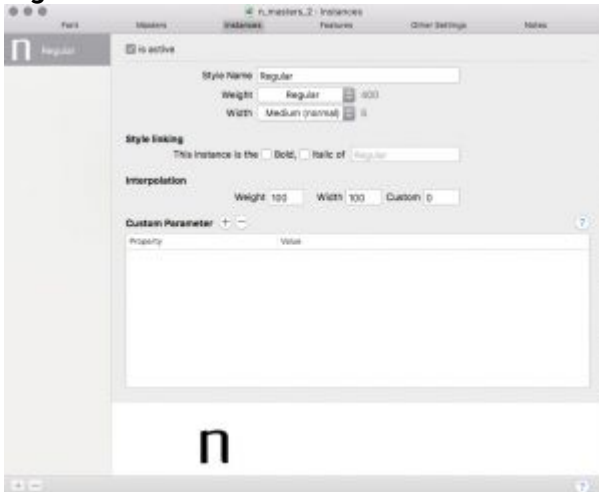 n_masters_2 - Instances
Font Masters Instances Features Other Settings Notes
n Regular
is active
Style Name Regular
Weight Regular 400
Width Medium (normal) 5
Style linking
This instance is the Bold, Italic of Regular
Interpolation
Weight 100 Width 100 Custom 0
Custom Parameter + −
Property Value
n
+ −
?